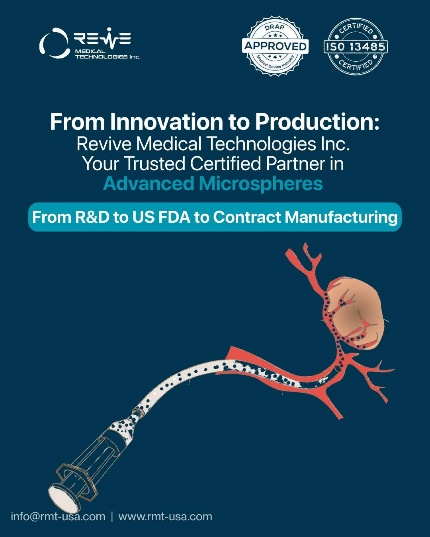 REVIVE
MEDICAL
TECHNOLOGIES Inc.
DRAP
APPROVED
CERTIFIED
ISO 13485
CERTIFIED
From Innovation to Production:
Revive Medical Technologies Inc.
Your Trusted Certified Partner in
Advanced Microspheres
From R&D to US FDA to Contract Manufacturing
info@rmt-usa.com | www.rmt-usa.com